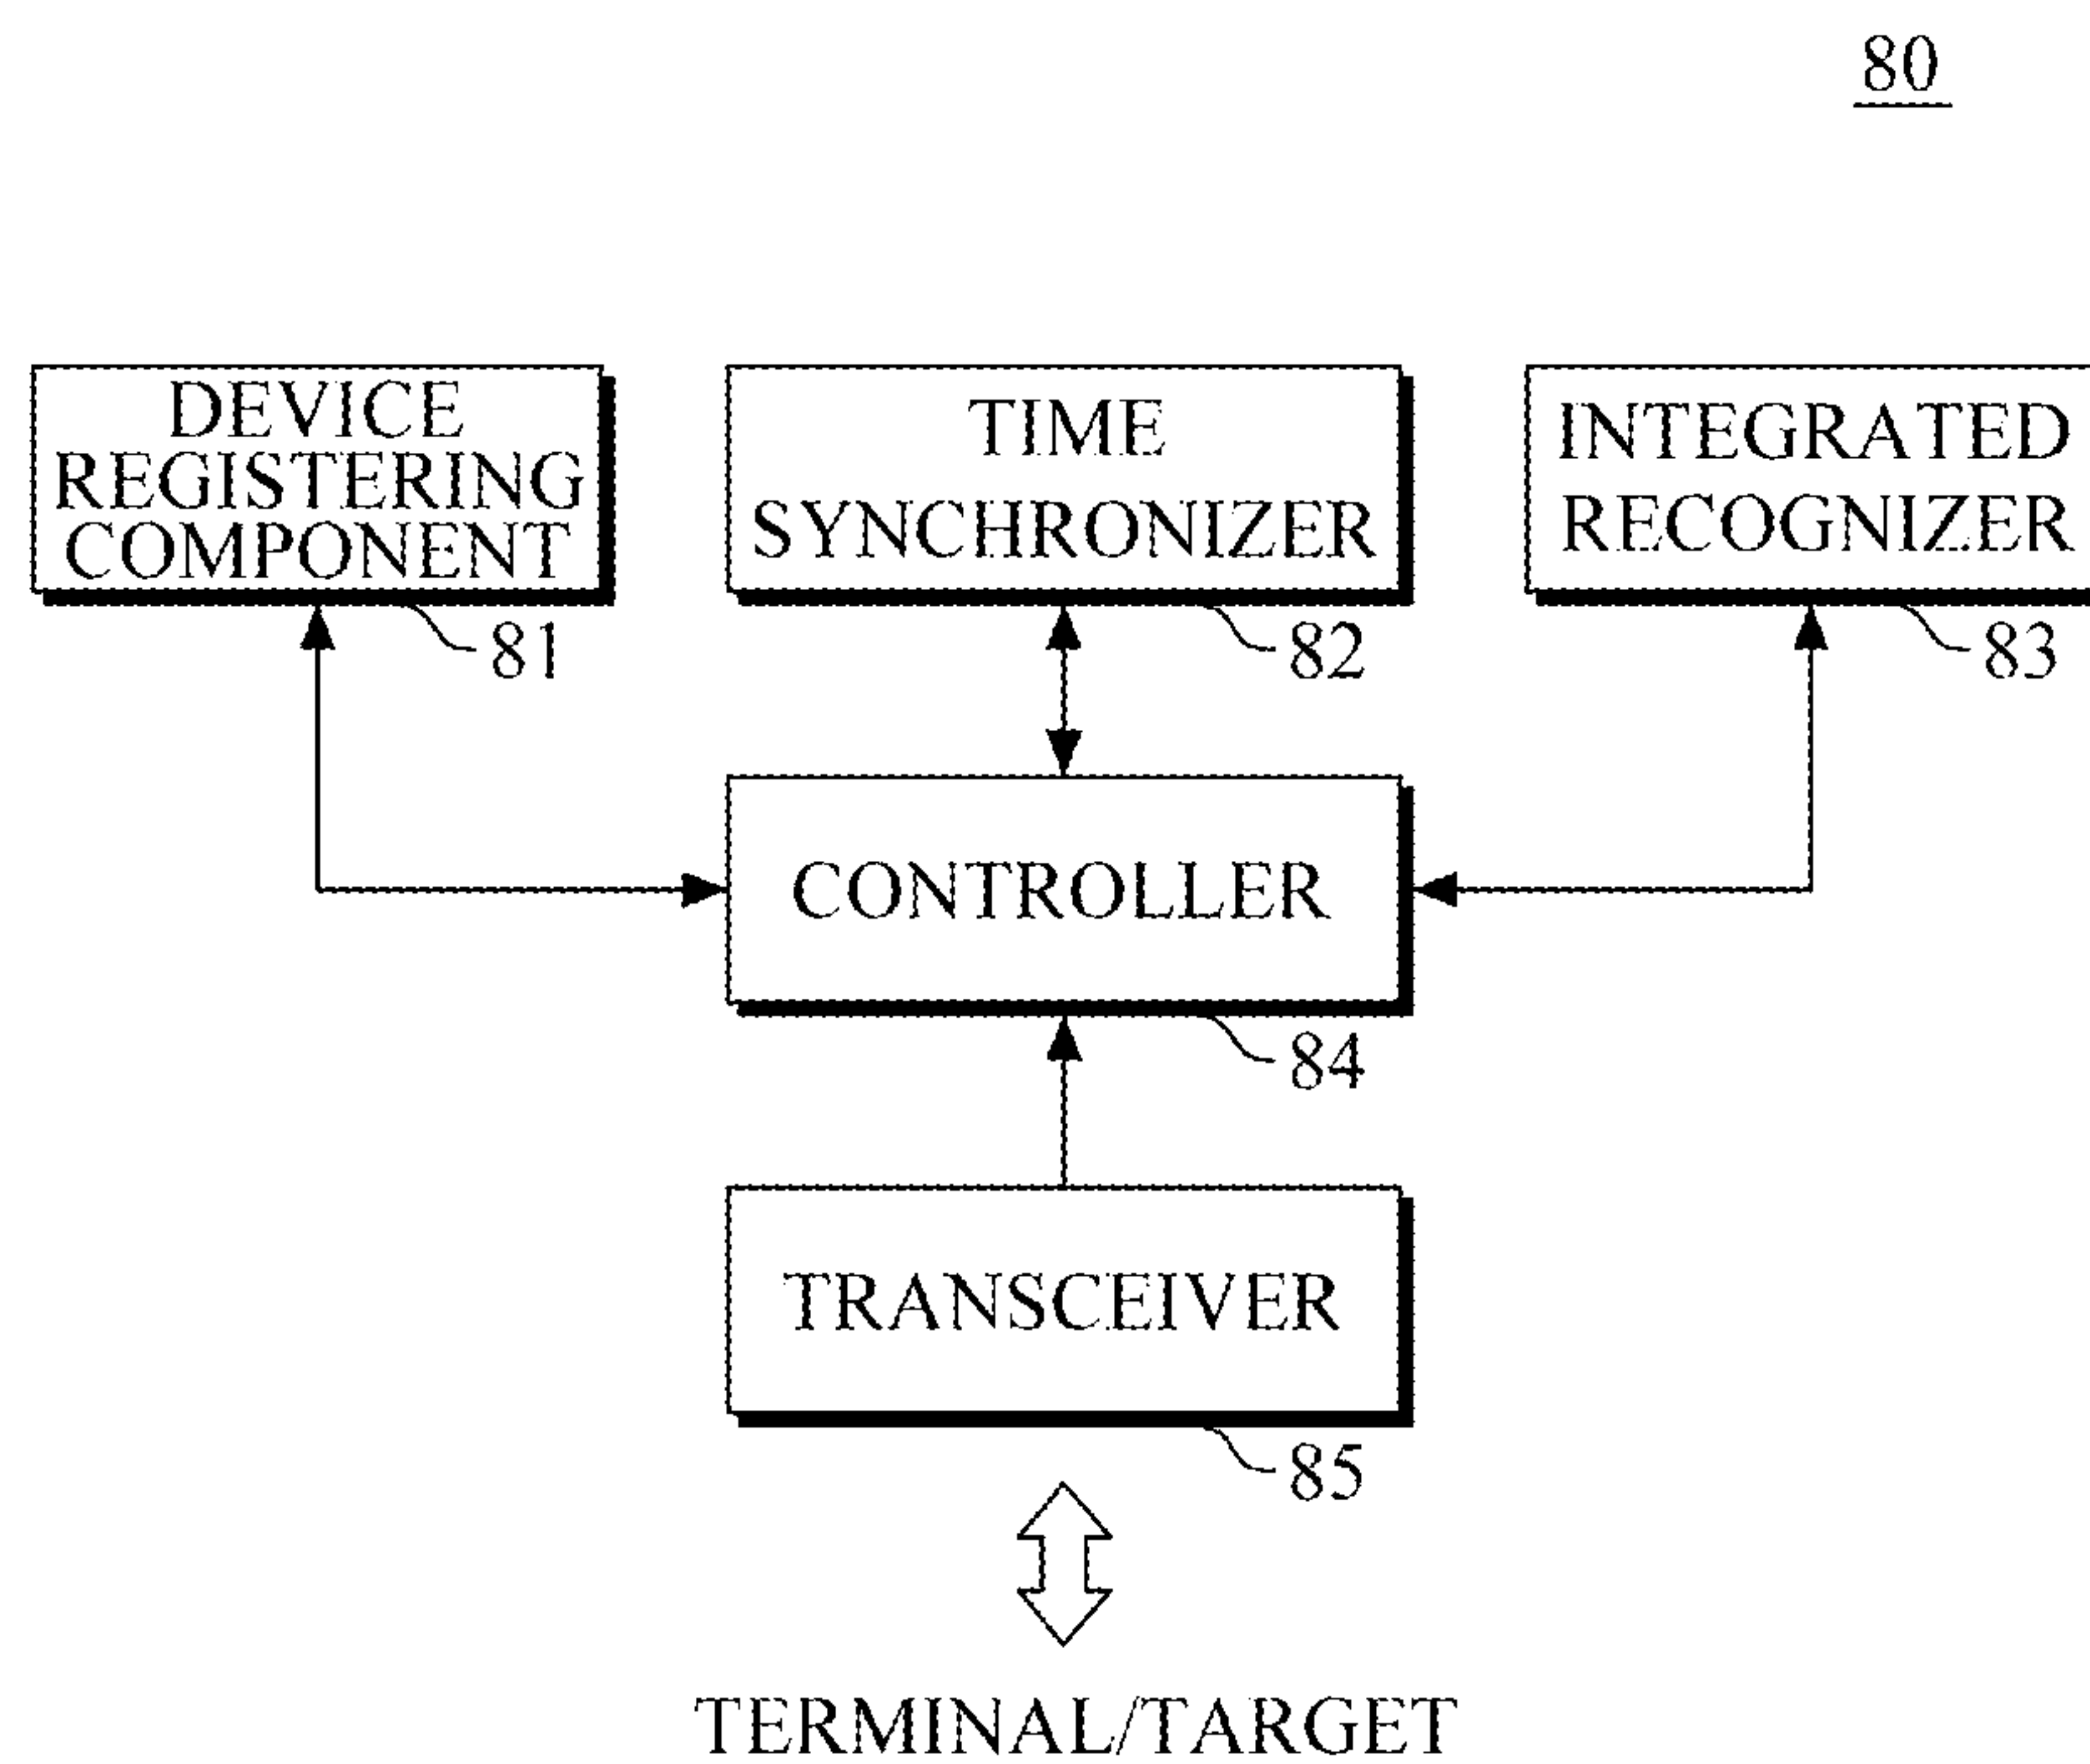 80
DEVICE
REGISTERING
COMPONENT
81
TIME
SYNCHRONIZER
82
INTEGRATED
RECOGNIZER
83
CONTROLLER
84
TRANSCEIVER
85
TERMINAL/TARGET